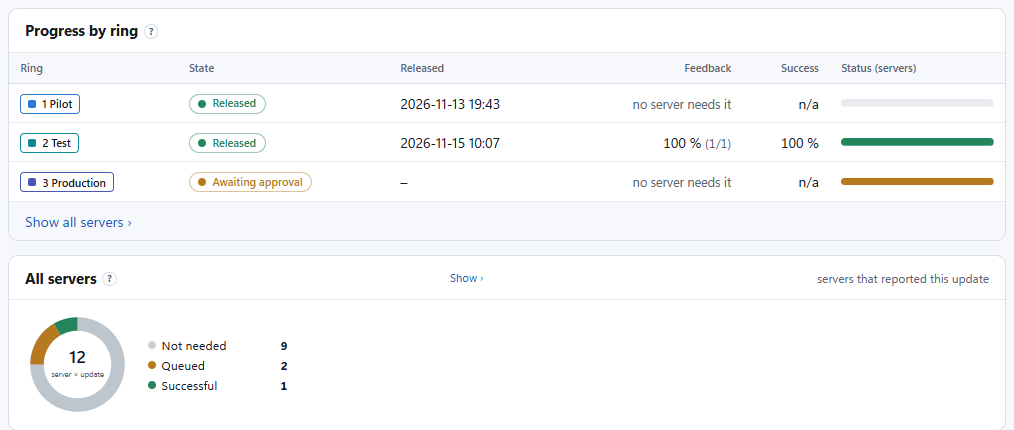 Progress by ring ?
Ring State Released Feedback Success Status (servers)
1 Pilot Released 2026-11-13 19:43 no server needs it n/a
2 Test Released 2026-11-15 10:07 100 % (1/1) 100 %
3 Production Awaiting approval – no server needs it n/a
Show all servers ›
All servers ? Show › servers that reported this update
12
server × update
Not needed 9
Queued 2
Successful 1